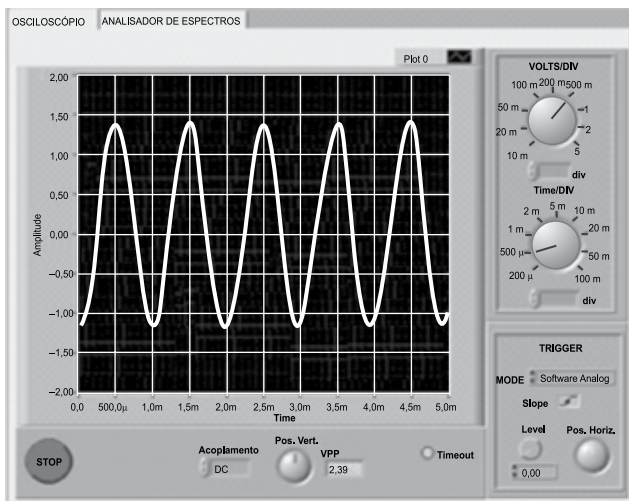 OSCILOSCÓPIO ANALISADOR DE ESPECTROS
Plot 0
2,00
1,50
1,00
0,50
0,00
–0,50
–1,00
–1,50
–2,00
Amplitude
0,0 500,0µ 1,0m 1,5m 2,0m 2,5m 3,0m 3,5m 4,0m 4,5m 5,0m
Time
VOLTS/DIV
100 m 200 m 500 m
50 m 1
20 m 2
10 m 5
div
Time/DIV
2 m 5 m 10 m
1 m 20 m
500 µ 50 m
200 µ 100 m
div
TRIGGER
MODE Software Analog
Slope
Level Pos. Horiz.
0,00
STOP
Acoplamento
DC
Pos. Vert.
VPP
2,39
Timeout